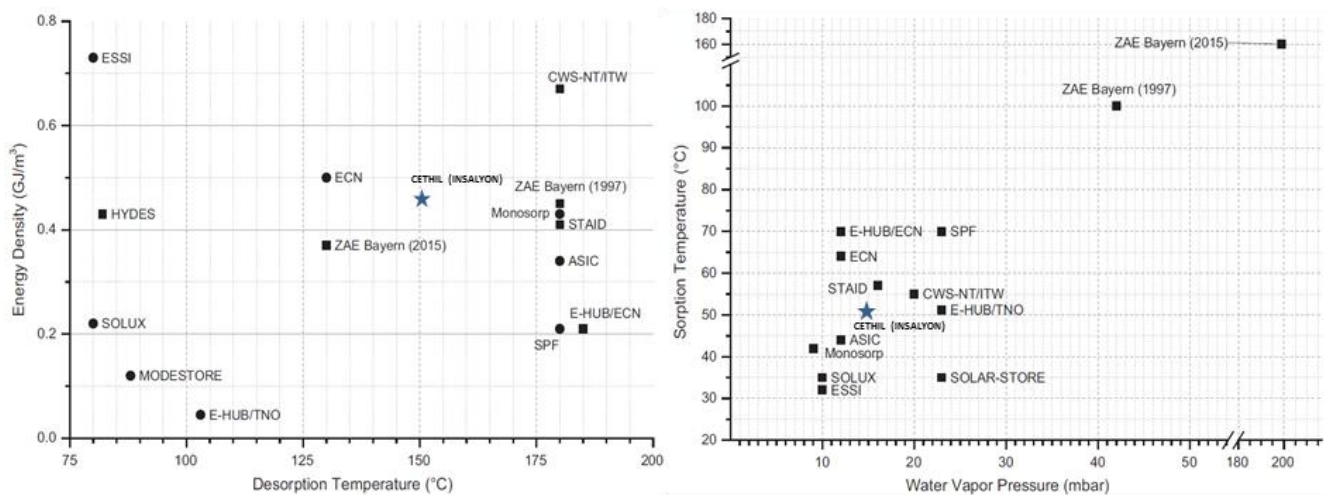 0.8
0.6
0.4
0.2
0.0
75
100
125
150
175
200
Energy Density (GJ/m³)
Desorption Temperature (°C)
ESSI
CWS-NT/ITW
ECN
CETHIL (INSALYON)
ZAE Bayern (1997)
HYDES
Monosorp
STAID
ZAE Bayern (2015)
ASIC
E-HUB/ECN
SOLUX
SPF
MODESTORE
E-HUB/TNO
180
160
100
90
80
70
60
50
40
30
20
10
20
30
40
50
180
200
Sorption Temperature (°C)
Water Vapor Pressure (mbar)
ZAE Bayern (2015)
ZAE Bayern (1997)
E-HUB/ECN
SPF
ECN
STAID
CWS-NT/ITW
E-HUB/TNO
CETHIL (INSALYON)
ASIC
Monosorp
SOLUX
SOLAR-STORE
ESSI